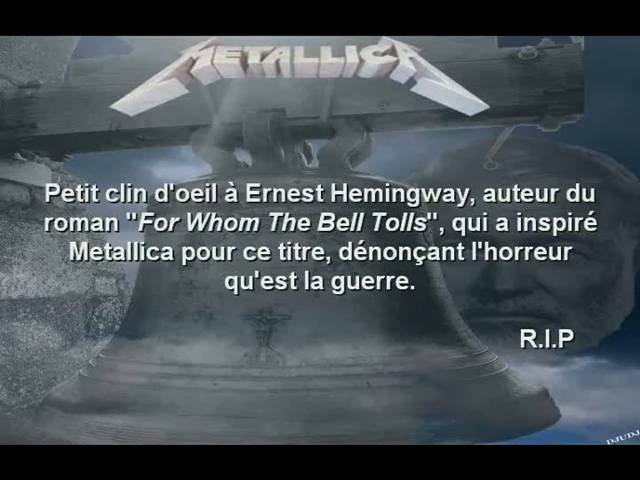 METALLICA
Petit clin d'oeil à Ernest Hemingway, auteur du
roman "For Whom The Bell Tolls", qui a inspiré
Metallica pour ce titre, dénonçant l'horreur
qu'est la guerre.
R.I.P